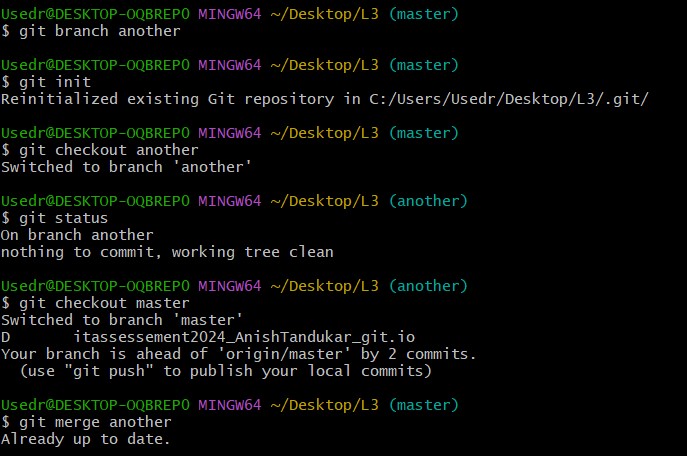 Usedr@DESKTOP-OQBREP0 MINGW64 ~/Desktop/L3 (master)
$ git branch another
Usedr@DESKTOP-OQBREP0 MINGW64 ~/Desktop/L3 (master)
$ git init
Reinitialized existing Git repository in C:/Users/Usedr/Desktop/L3/.git/
Usedr@DESKTOP-OQBREP0 MINGW64 ~/Desktop/L3 (master)
$ git checkout another
Switched to branch 'another'
Usedr@DESKTOP-OQBREP0 MINGW64 ~/Desktop/L3 (another)
$ git status
On branch another
nothing to commit, working tree clean
Usedr@DESKTOP-OQBREP0 MINGW64 ~/Desktop/L3 (another)
$ git checkout master
Switched to branch 'master'
D       itassessement2024_AnishTandukar_git.io
Your branch is ahead of 'origin/master' by 2 commits.
  (use "git push" to publish your local commits)
Usedr@DESKTOP-OQBREP0 MINGW64 ~/Desktop/L3 (master)
$ git merge another
Already up to date.